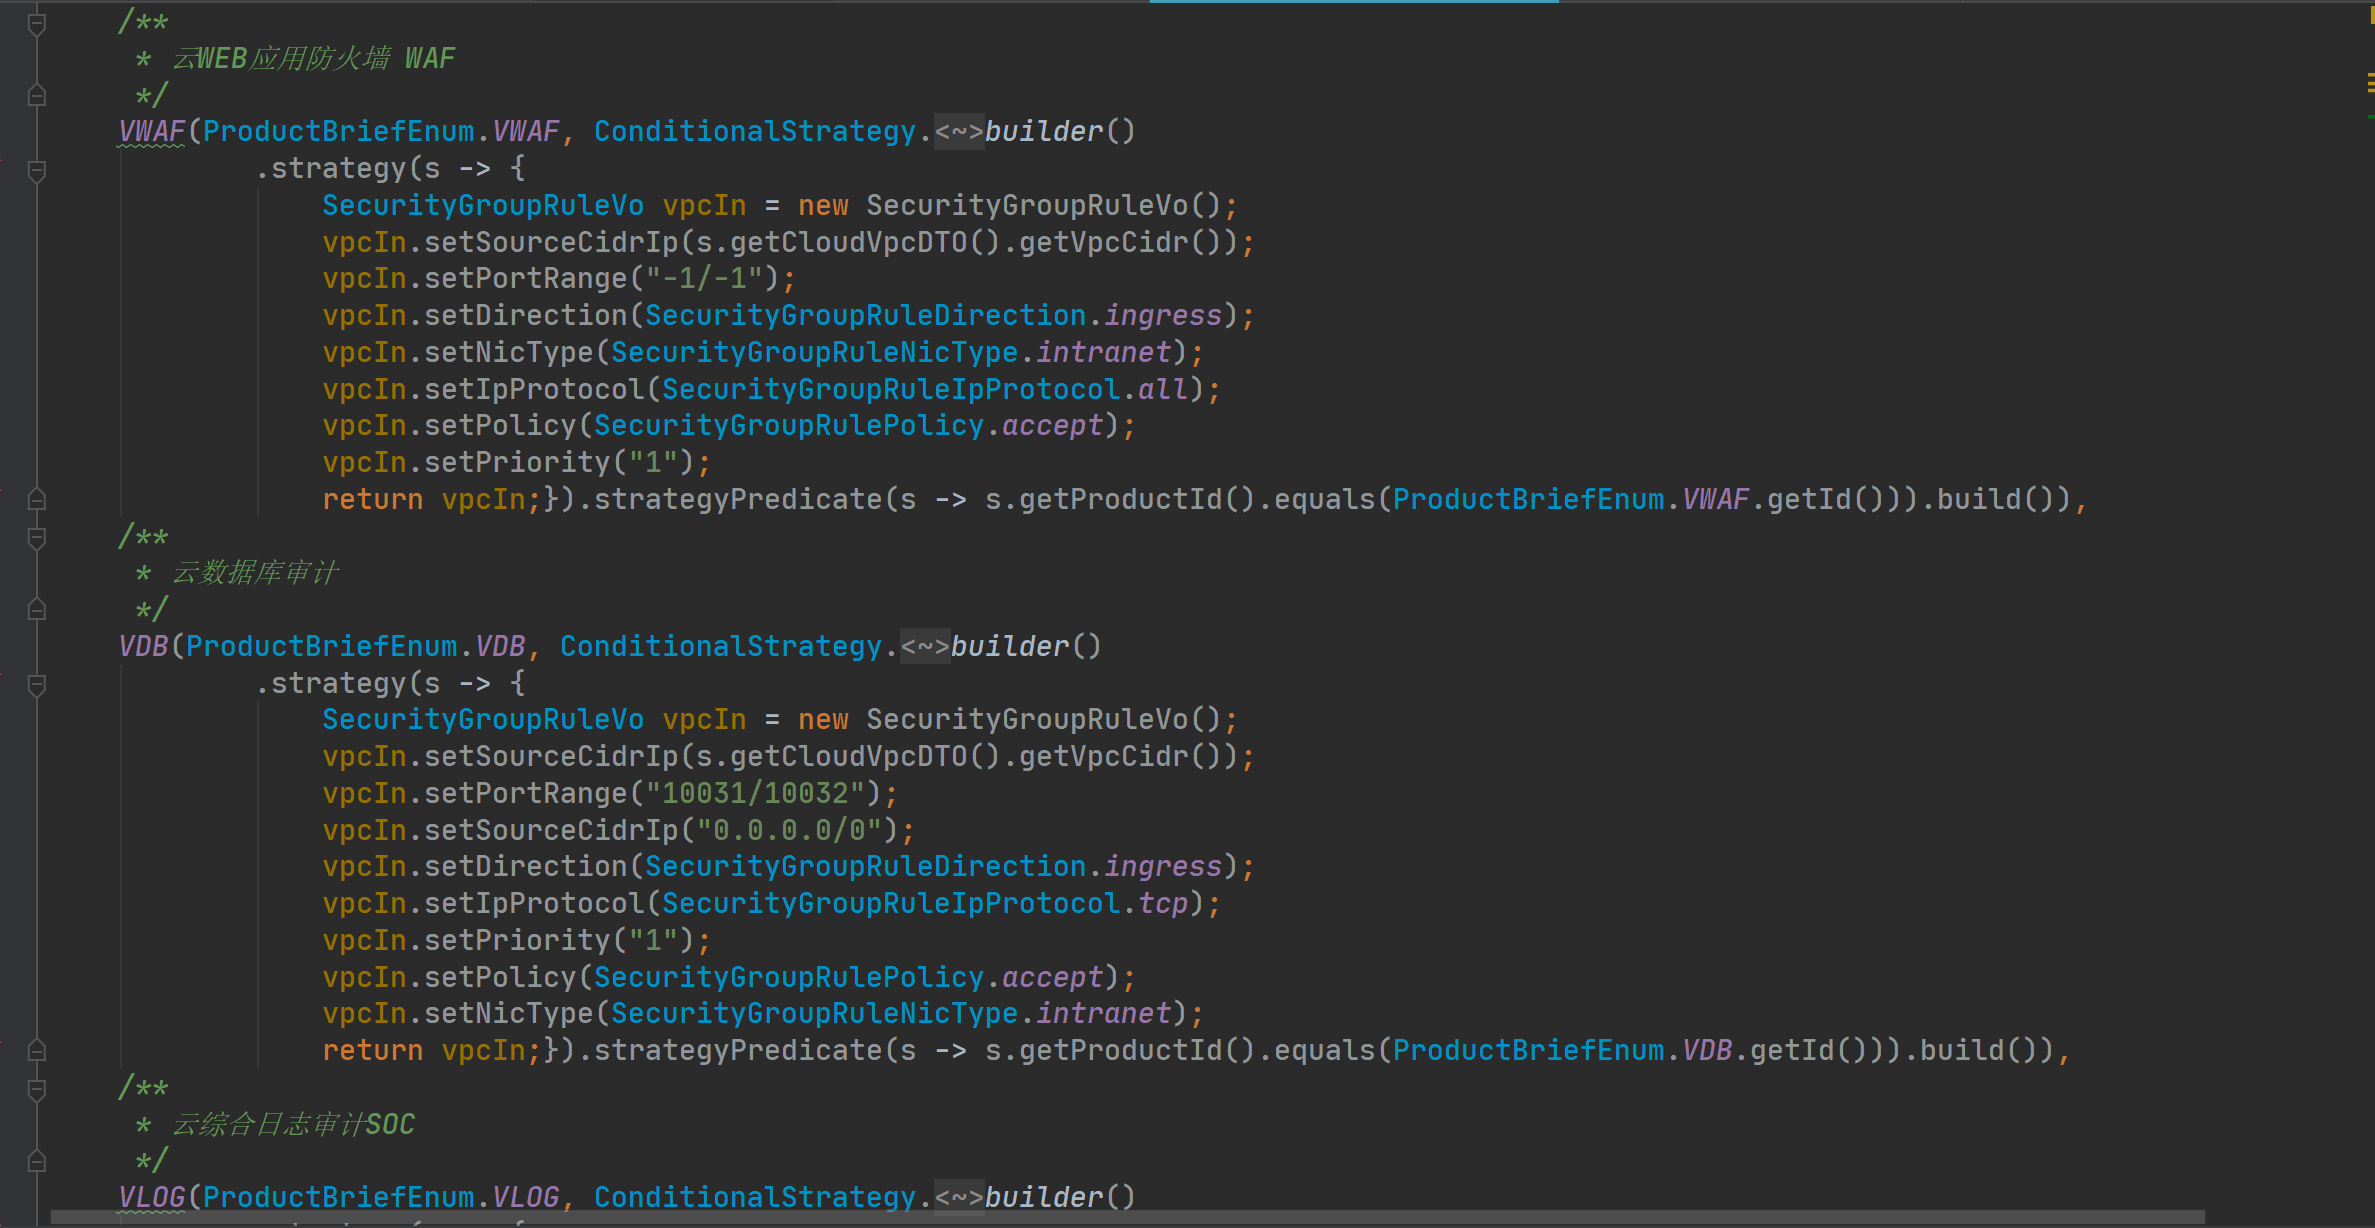 /**
 * 云WEB应用防火墙 WAF
 */
VWAF(ProductBriefEnum.VWAF, ConditionalStrategy.<~>builder()
        .strategy(s -> {
            SecurityGroupRuleVo vpcIn = new SecurityGroupRuleVo();
            vpcIn.setSourceCidrIp(s.getCloudVpcDTO().getVpcCidr());
            vpcIn.setPortRange("-1/-1");
            vpcIn.setDirection(SecurityGroupRuleDirection.ingress);
            vpcIn.setNicType(SecurityGroupRuleNicType.intranet);
            vpcIn.setIpProtocol(SecurityGroupRuleIpProtocol.all);
            vpcIn.setPolicy(SecurityGroupRulePolicy.accept);
            vpcIn.setPriority("1");
            return vpcIn;}).strategyPredicate(s -> s.getProductId().equals(ProductBriefEnum.VWAF.getId())).build()),
/**
 * 云数据库审计
 */
VDB(ProductBriefEnum.VDB, ConditionalStrategy.<~>builder()
        .strategy(s -> {
            SecurityGroupRuleVo vpcIn = new SecurityGroupRuleVo();
            vpcIn.setSourceCidrIp(s.getCloudVpcDTO().getVpcCidr());
            vpcIn.setPortRange("10031/10032");
            vpcIn.setSourceCidrIp("0.0.0.0/0");
            vpcIn.setDirection(SecurityGroupRuleDirection.ingress);
            vpcIn.setIpProtocol(SecurityGroupRuleIpProtocol.tcp);
            vpcIn.setPriority("1");
            vpcIn.setPolicy(SecurityGroupRulePolicy.accept);
            vpcIn.setNicType(SecurityGroupRuleNicType.intranet);
            return vpcIn;}).strategyPredicate(s -> s.getProductId().equals(ProductBriefEnum.VDB.getId())).build()),
/**
 * 云综合日志审计SOC
 */
VLOG(ProductBriefEnum.VLOG, ConditionalStrategy.<~>builder()